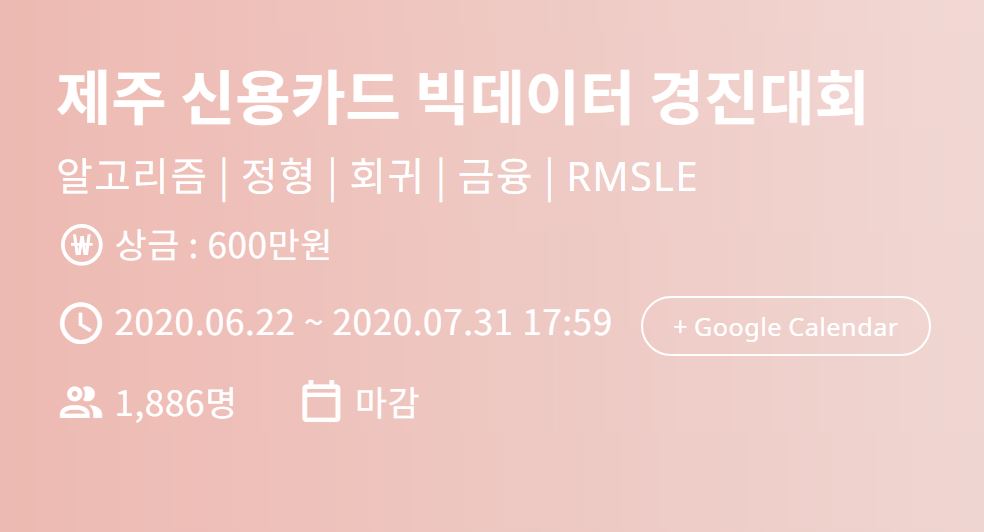 제주 신용카드 빅데이터 경진대회
알고리즘 | 정형 | 회귀 | 금융 | RMSLE
₩ 상금 : 600만원
2020.06.22 ~ 2020.07.31 17:59 + Google Calendar
1,886명 마감